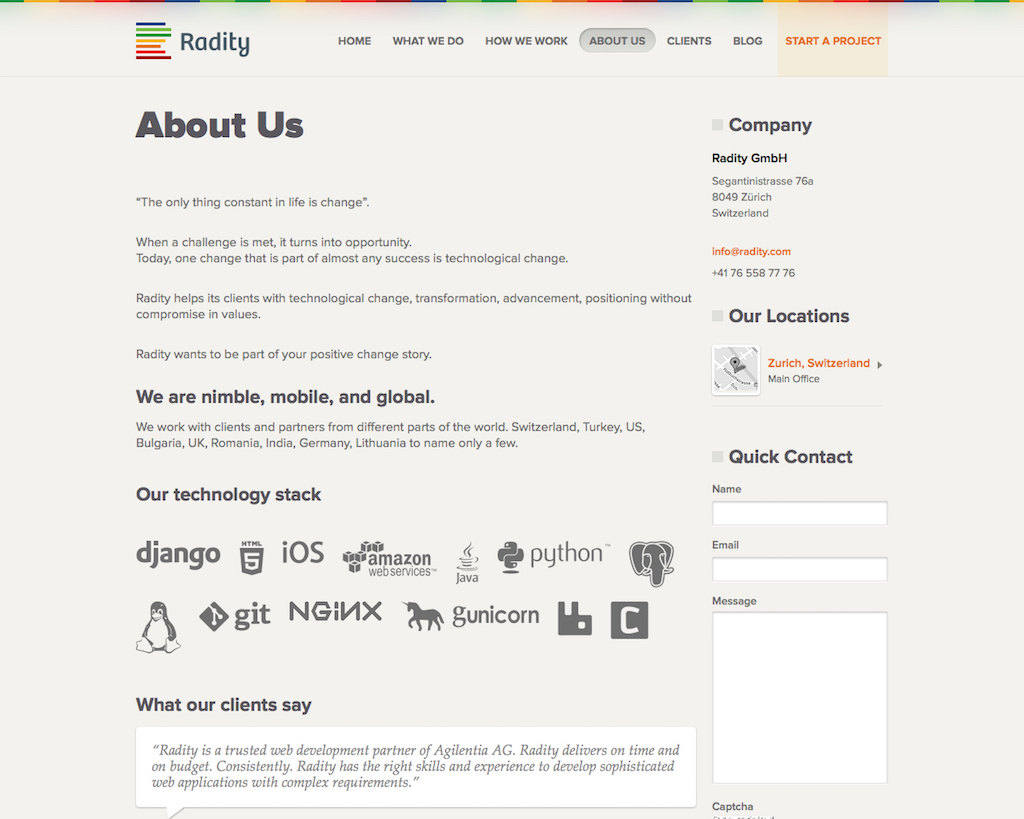 Radity
HOME
WHAT WE DO
HOW WE WORK
ABOUT US
CLIENTS
BLOG
START A PROJECT
About Us
“The only thing constant in life is change”.
When a challenge is met, it turns into opportunity.
Today, one change that is part of almost any success is technological change.
Radity helps its clients with technological change, transformation, advancement, positioning without
compromise in values.
Radity wants to be part of your positive change story.
We are nimble, mobile, and global.
We work with clients and partners from different parts of the world. Switzerland, Turkey, US,
Bulgaria, UK, Romania, India, Germany, Lithuania to name only a few.
Our technology stack
django
HTML
5
iOS
amazon
web services™
Java
python™
git
NGiNX
gunicorn
C
What our clients say
“Radity is a trusted web development partner of Agilentia AG. Radity delivers on time and
on budget. Consistently. Radity has the right skills and experience to develop sophisticated
web applications with complex requirements.”
Company
Radity GmbH
Segantinistrasse 76a
8049 Zürich
Switzerland
info@radity.com
+41 76 558 77 76
Our Locations
Zurich, Switzerland
Main Office
Quick Contact
Name
Email
Message
Captcha